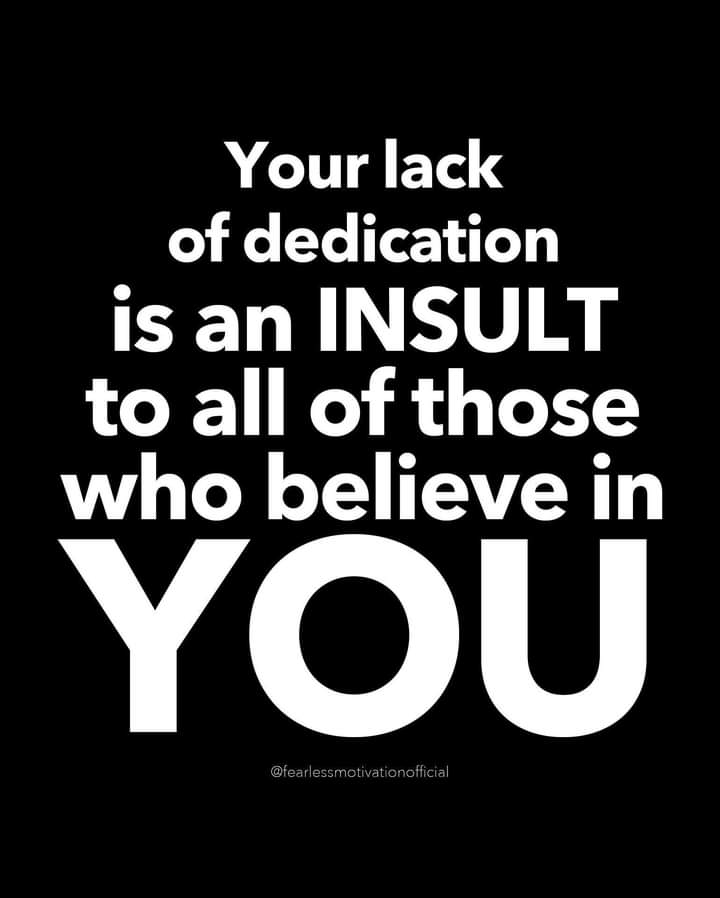 Your lack
of dedication
is an INSULT
to all of those
who believe in
YOU
@fearlessmotivationofficial